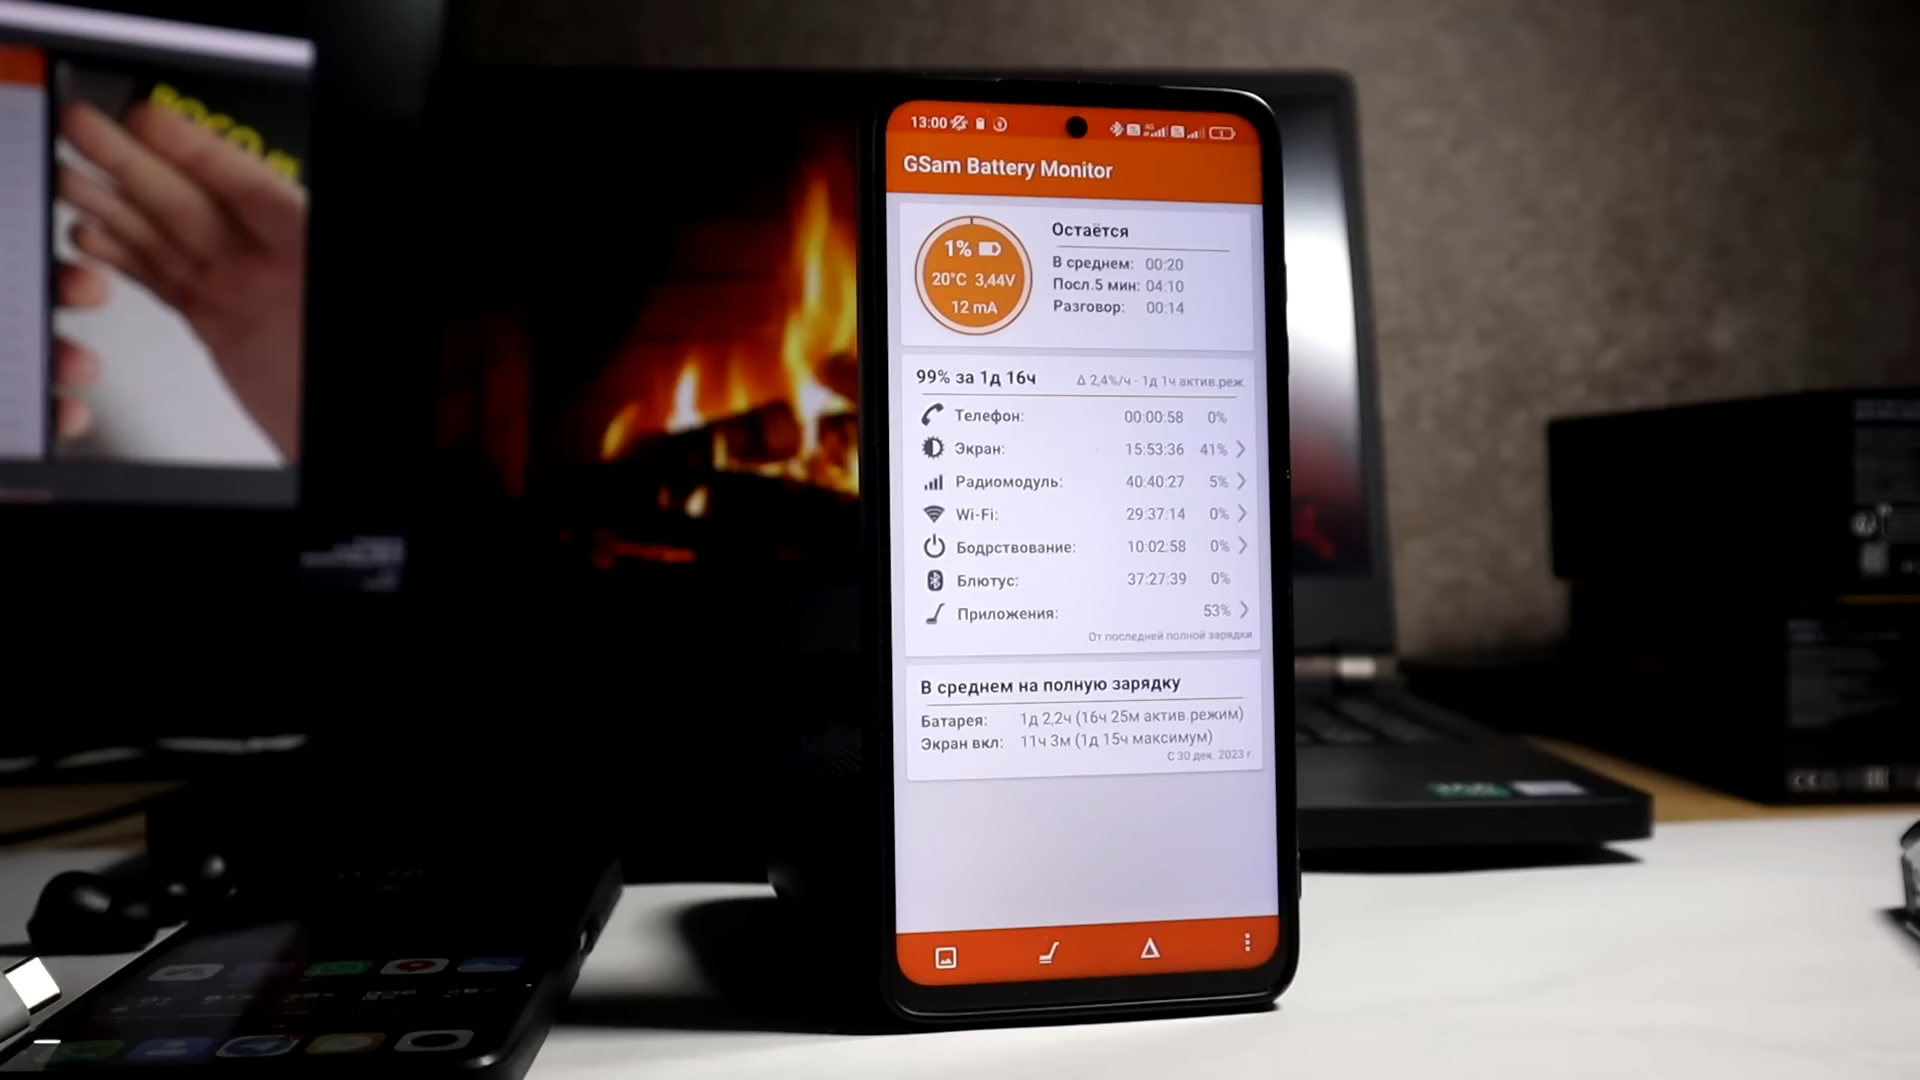 POCO
13:00
GSam Battery Monitor
1%
20°C 3,44V
12 mA
Остаётся
В среднем: 00:20
Посл.5 мин: 04:10
Разговор: 00:14
99% за 1д 16ч Δ 2,4%/ч - 1д 1ч актив.реж.
Телефон: 00:00:58 0%
Экран: 15:53:36 41%
Радиомодуль: 40:40:27 5%
Wi-Fi: 29:37:14 0%
Бодрствование: 10:02:58 0%
Блютус: 37:27:39 0%
Приложения: 53%
От последней полной зарядки
В среднем на полную зарядку
Батарея: 1д 2,2ч (16ч 25м актив.режим)
Экран вкл: 11ч 3м (1д 15ч максимум)
С 30 дек. 2023 г.